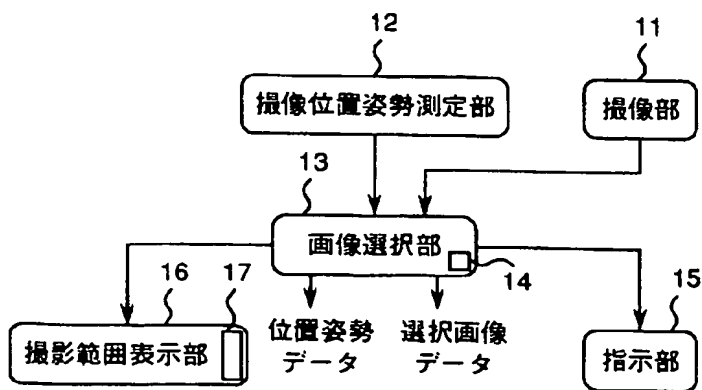 12
11
撮像位置姿勢測定部
撮像部
13
画像選択部
14
16
17
15
撮影範囲表示部
位置姿勢
データ
選択画像
データ
指示部